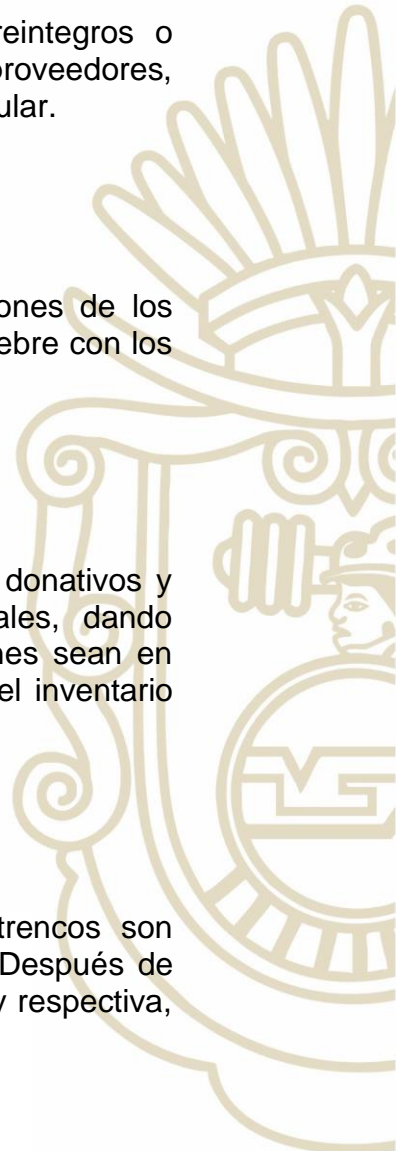 reintegros o
proveedores,
ular.
ones de los
ebre con los
donativos y
ales, dando
nes sean en
el inventario
trencos son
Después de
y respectiva,